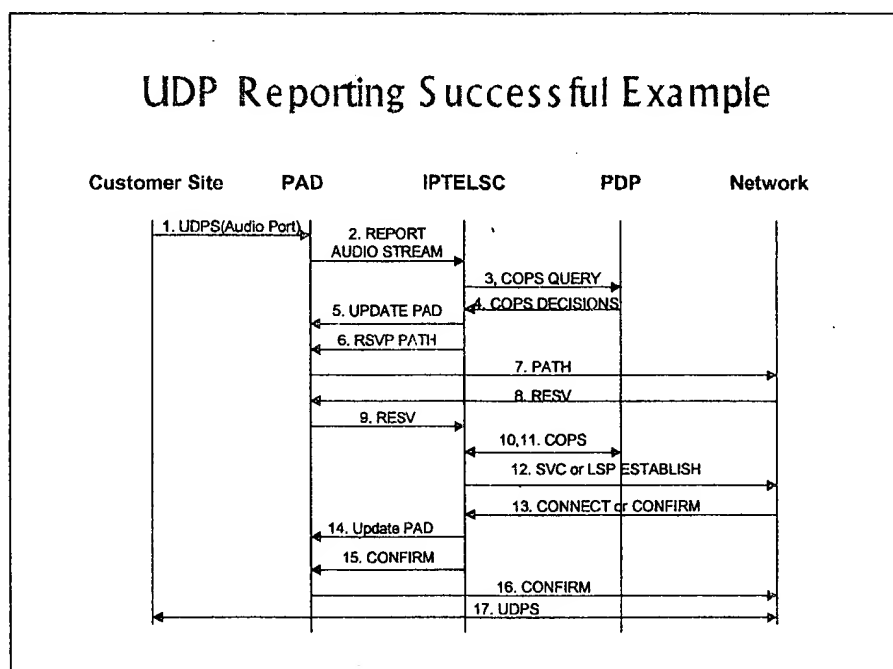 UDP Reporting Successful Example
Customer Site PAD IPTELSC PDP Network
1. UDPS(Audio Port)
2. REPORT
AUDIO STREAM
3, COPS QUERY
4. COPS DECISIONS
5. UPDATE PAD
6. RSVP PATH
7. PATH
8. RESV
9. RESV
10,11. COPS
12. SVC or LSP ESTABLISH
13. CONNECT or CONFIRM
14. Update PAD
15. CONFIRM
16. CONFIRM
17. UDPS